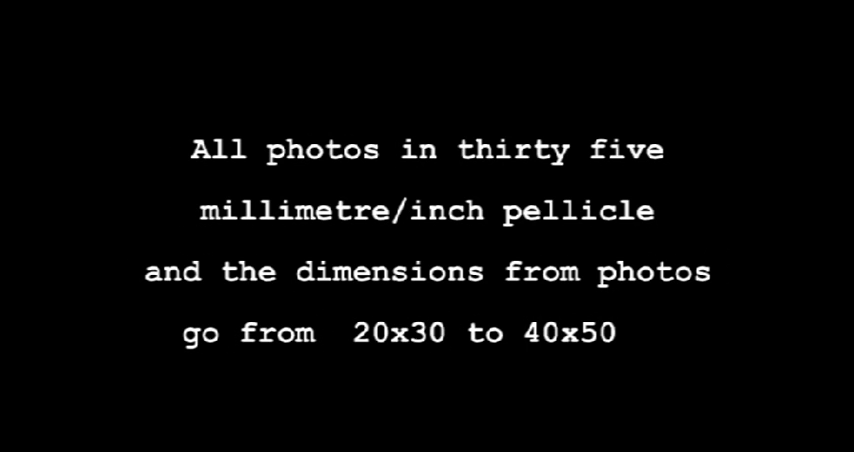 All photos in thirty five
millimetre/inch pellicle
and the dimensions from photos
go from 20x30 to 40x50